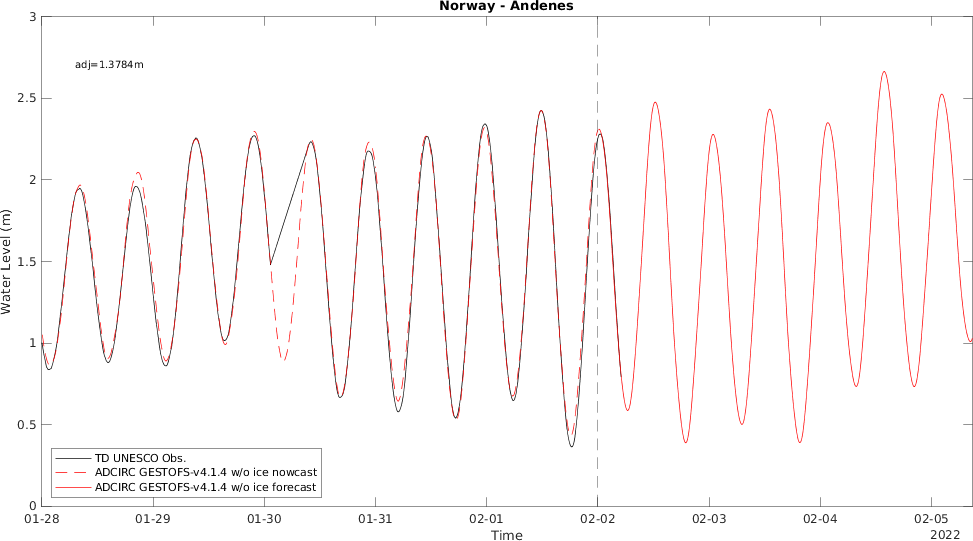 Norway - Andenes
3
adj=1.3784m
2.5
2
Water Level (m)
1.5
1
0.5
TD UNESCO Obs.
ADCIRC GESTOFS-v4.1.4 w/o ice nowcast
ADCIRC GESTOFS-v4.1.4 w/o ice forecast
0
01-28 01-29 01-30 01-31 02-01 02-02 02-03 02-04 02-05
Time 2022